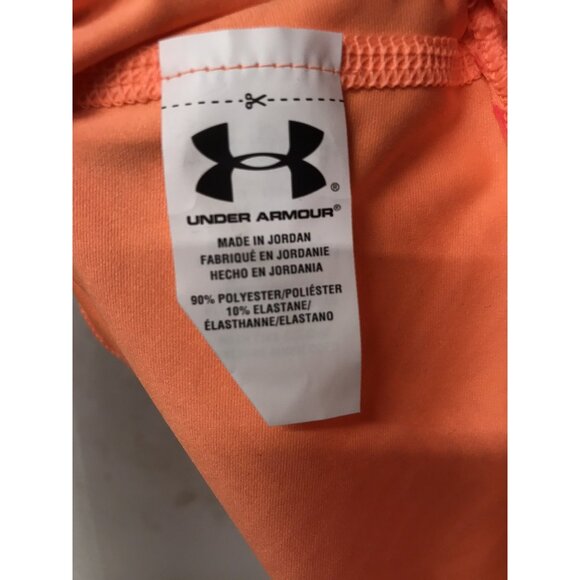 UNDER ARMOUR®
MADE IN JORDAN
FABRIQUÉ EN JORDANIE
HECHO EN JORDANIA
90% POLYESTER/POLIÉSTER
10% ELASTANE/
ÉLASTHANNE/ELASTANO